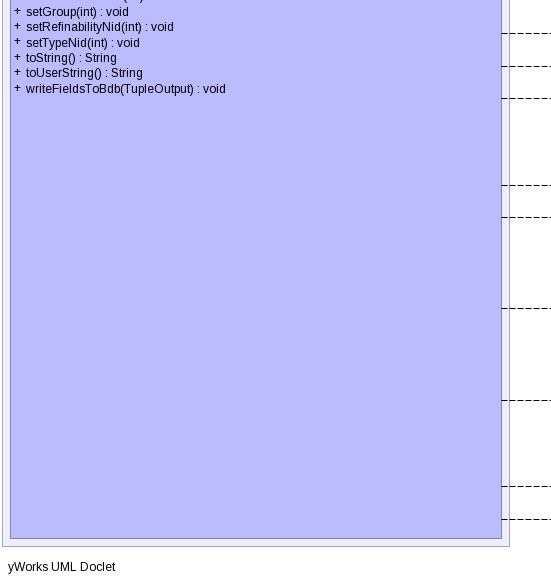 + setGroup(int) : void
+ setRefinabilityNid(int) : void
+ setTypeNid(int) : void
+ toString() : String
+ toUserString() : String
+ writeFieldsToBdb(TupleOutput) : void
yWorks UML Doclet